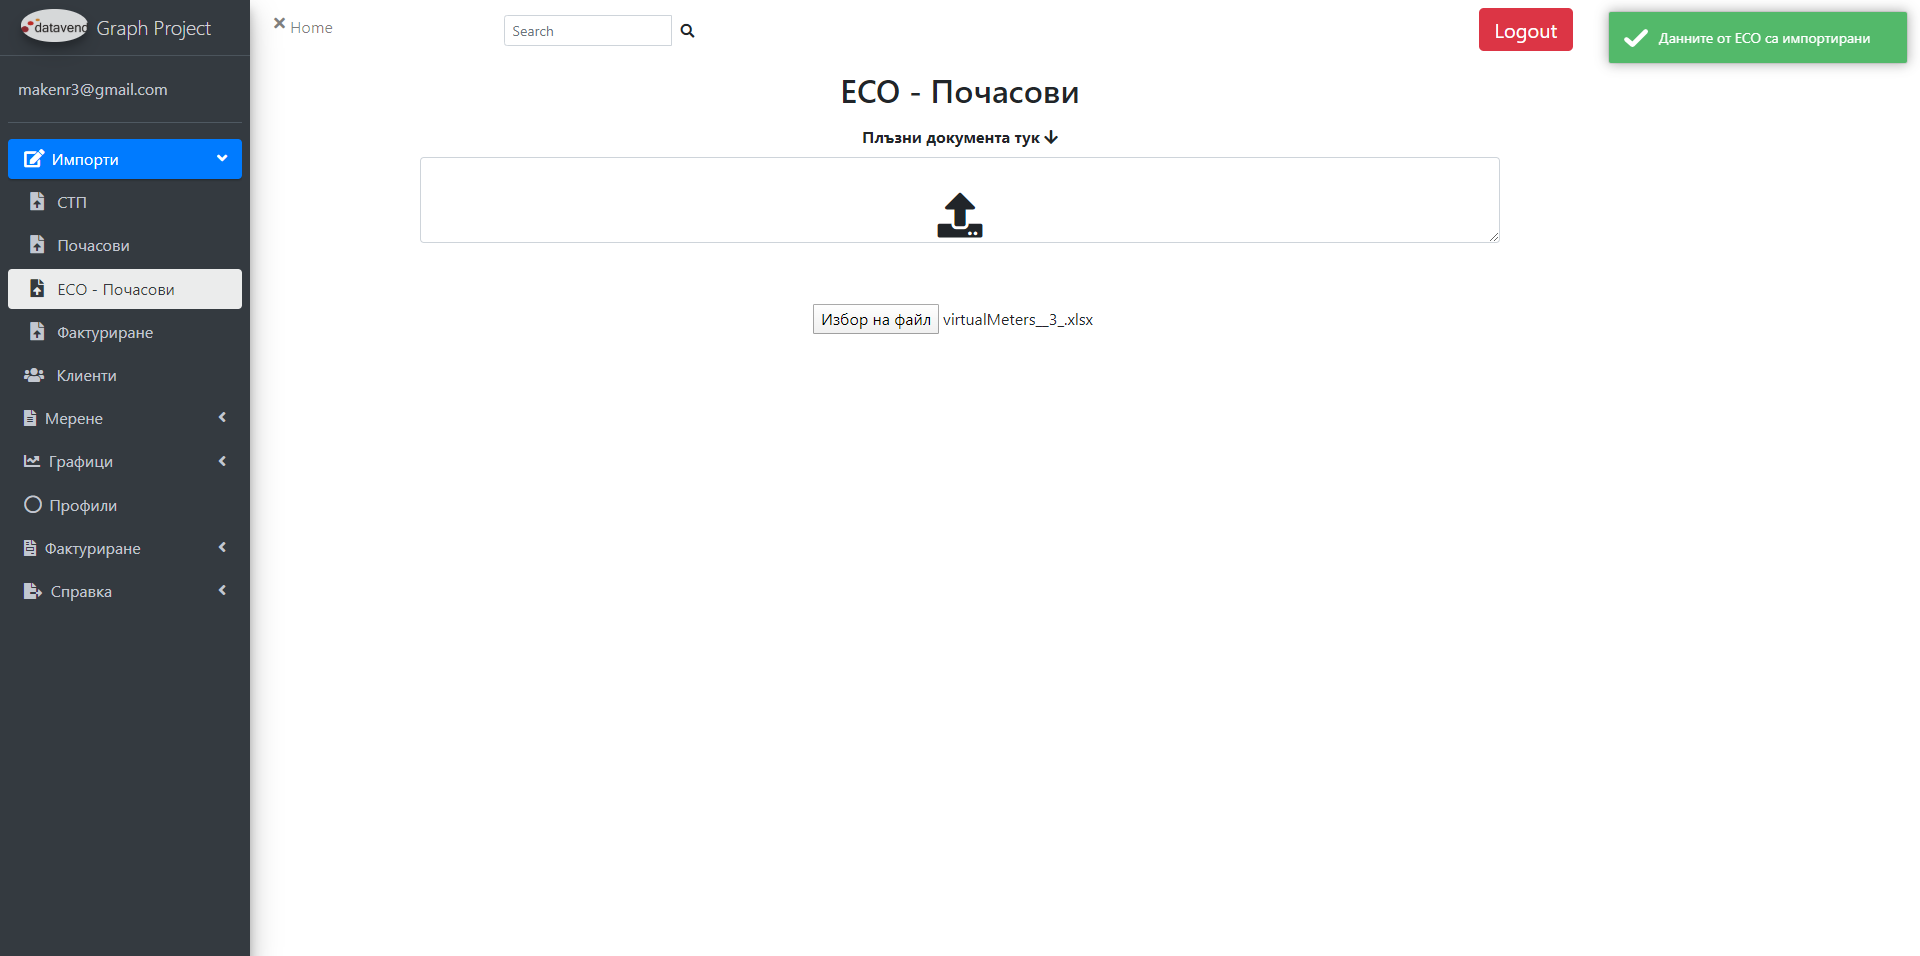 datavend Graph Project
makenr3@gmail.com
Импорти
СТП
Почасови
ECO - Почасови
Фактуриране
Клиенти
Мерене
Графици
Профили
Фактуриране
Справка
Home
Search
Logout
Данните от ECO са импортирани
ECO - Почасови
Плъзни документа тук
Избор на файл virtualMeters__3_.xlsx